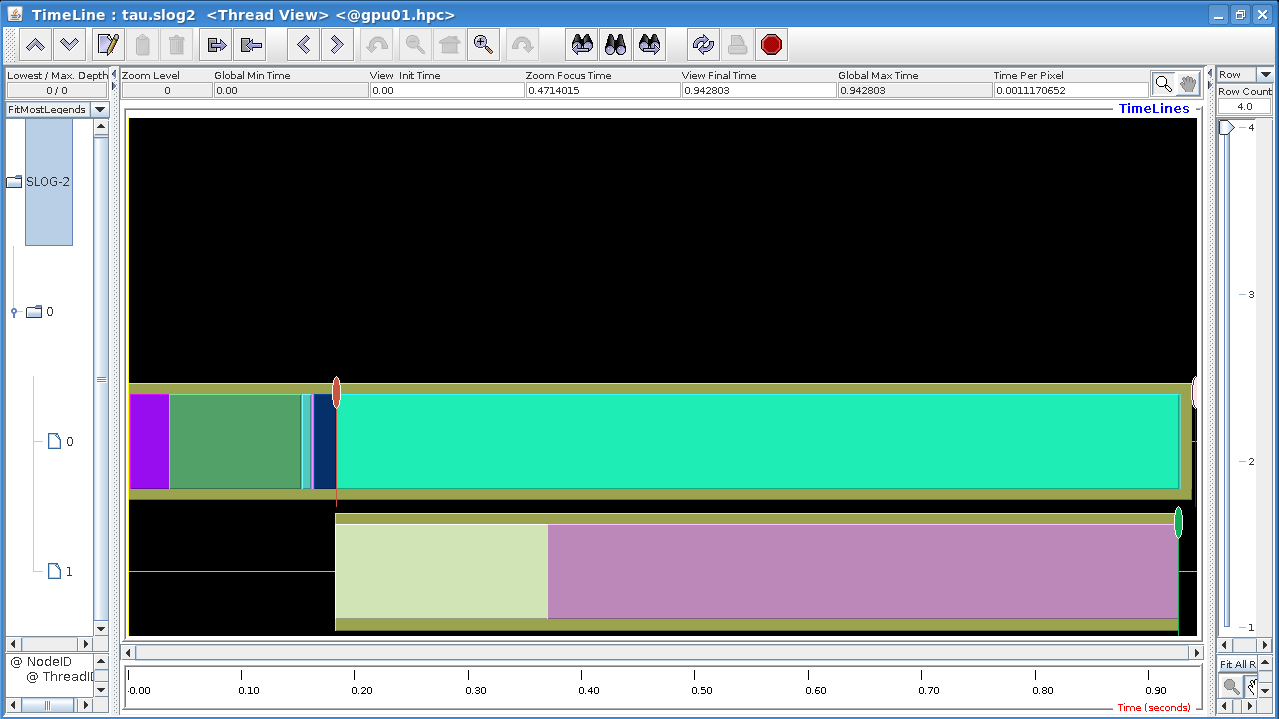 TimeLine : tau.slog2 <Thread View> <@gpu01.hpc>
Lowest / Max. Depth
0 / 0
Zoom Level
0
Global Min Time
0.00
View Init Time
0.00
Zoom Focus Time
0.4714015
View Final Time
0.942803
Global Max Time
0.942803
Time Per Pixel
0.0011170652
Row
Row Count
4.0
FitMostLegends
TimeLines
SLOG-2
0
0
1
4
3
2
1
@ NodeID
@ ThreadID
Fit All R
0.00 0.10 0.20 0.30 0.40 0.50 0.60 0.70 0.80 0.90
Time (seconds)